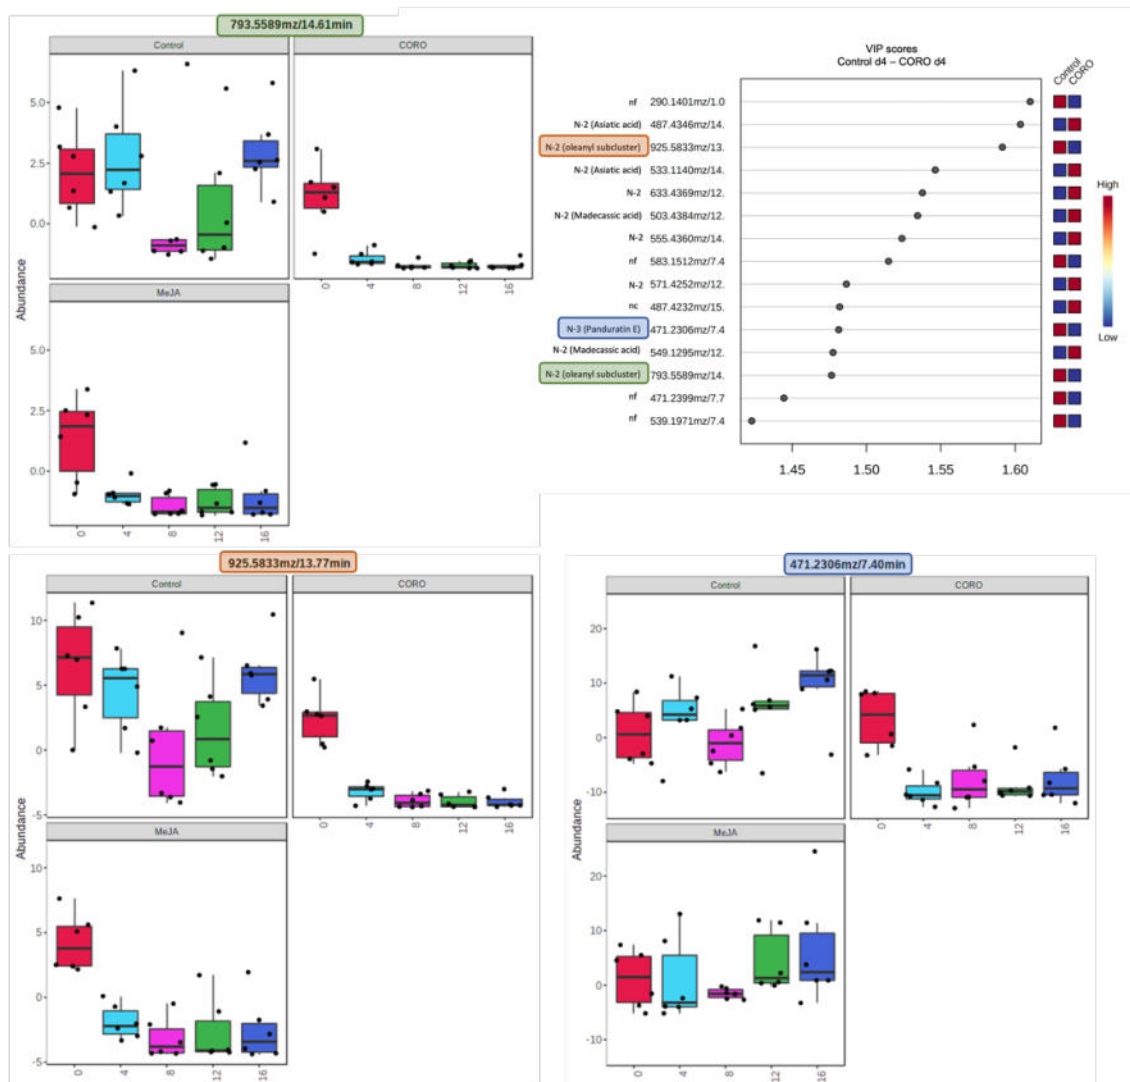 793.5589mz/14.61min
Control
CORO
5.0
2.5
0.0
MeJA
Abundance
5.0
2.5
0.0
0
4
8
12
16
0
4
8
12
16
VIP scores
Control d4 – CORO d4
Control
CORO
nf 290.1401mz/1.0
N-2 (Asiatic acid) 487.4346mz/14.
N-2 (oleanyl subcluster) 925.5833mz/13.
N-2 (Asiatic acid) 533.1140mz/14.
N-2 633.4369mz/12.
N-2 (Madecassic acid) 503.4384mz/12.
N-2 555.4360mz/14.
nf 583.1512mz/7.4
N-2 571.4252mz/12.
nc 487.4232mz/15.
N-3 (Panduratin E) 471.2306mz/7.4
N-2 (Madecassic acid) 549.1295mz/12.
N-2 (oleanyl subcluster) 793.5589mz/14.
nf 471.2399mz/7.7
nf 539.1971mz/7.4
1.45 1.50 1.55 1.60
High
Low
925.5833mz/13.77min
Control
CORO
10
5
0
-5
0
4
8
12
16
MeJA
Abundance
10
5
0
-5
0
4
8
12
16
471.2306mz/7.40min
Control
CORO
20
10
0
-10
0
4
8
12
16
MeJA
Abundance
20
10
0
-10
0
4
8
12
16